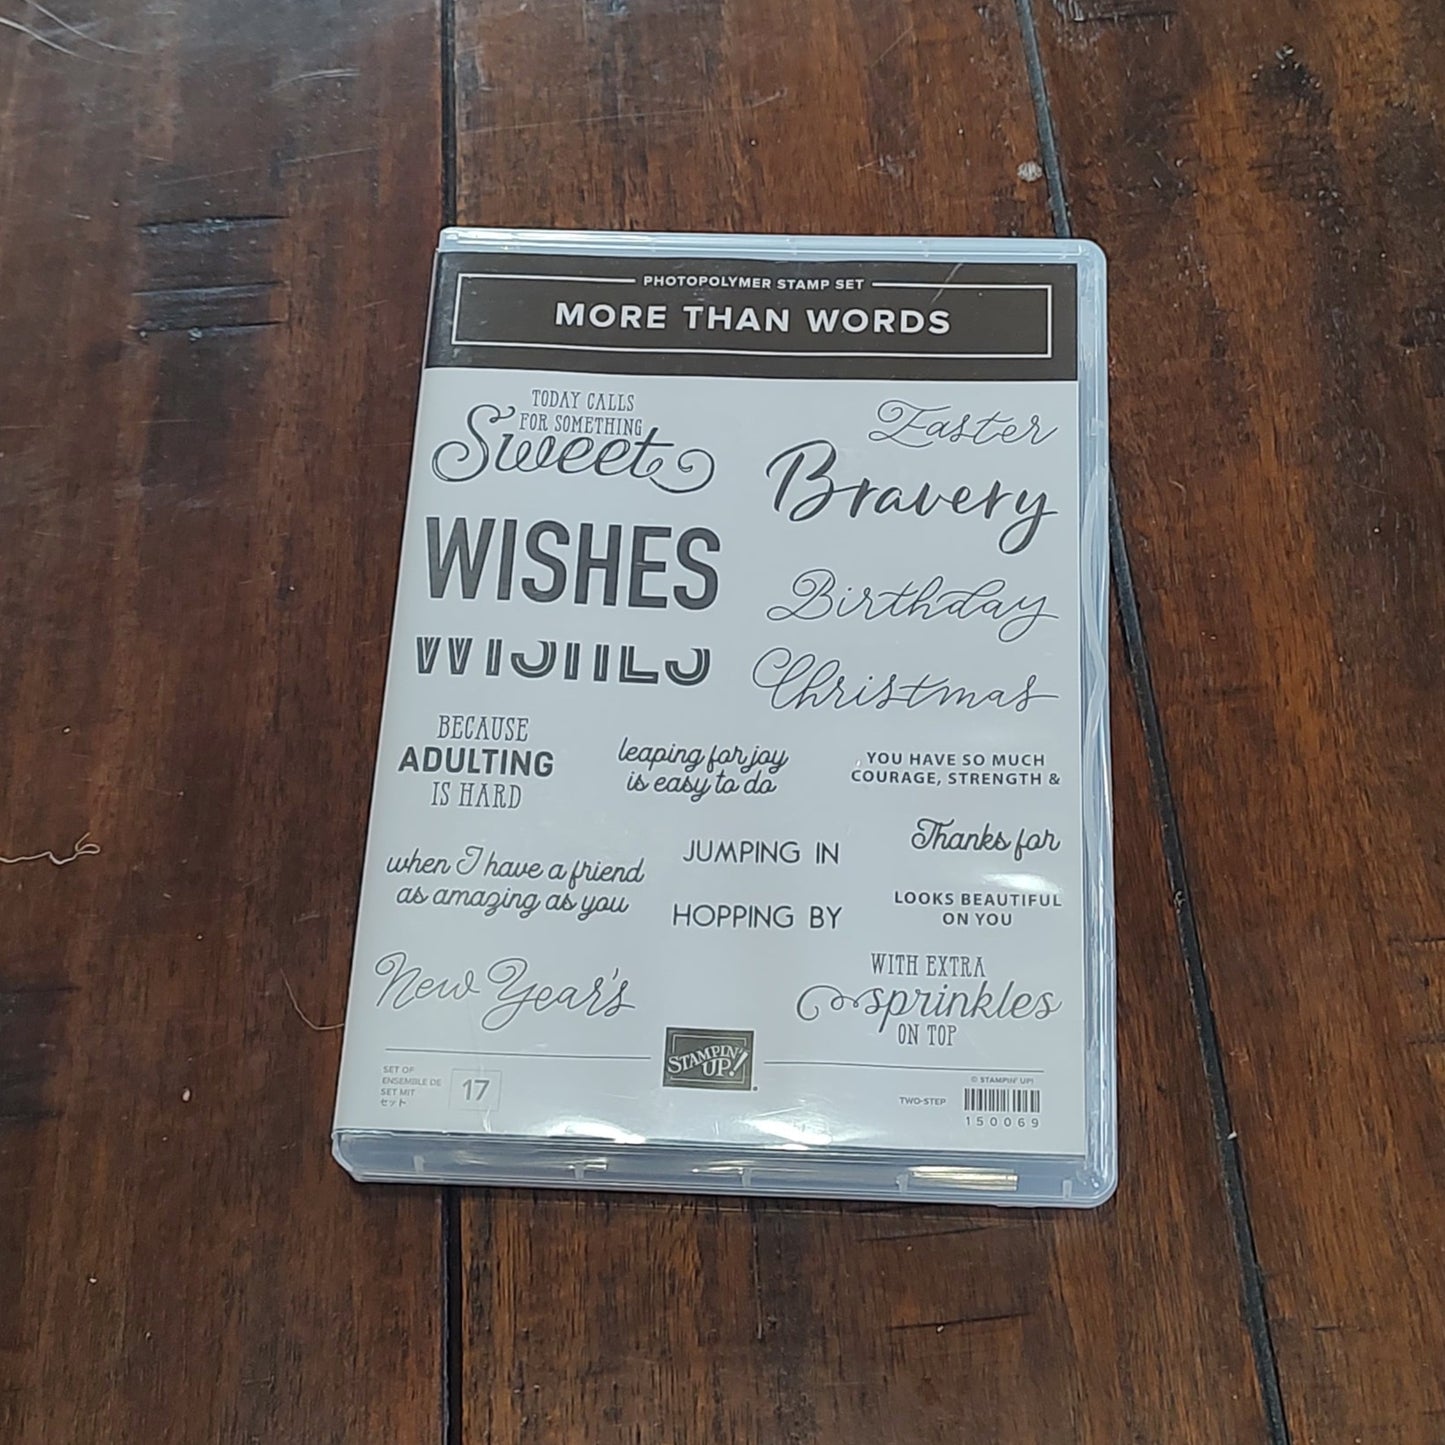 PHOTOPOLYMER STAMP SET
MORE THAN WORDS
TODAY CALLS
FOR SOMETHING
Sweet
Easter
Bravery
WISHES
Birthday
Christmas
BECAUSE
ADULTING
IS HARD
leaping for joy
is easy to do
YOU HAVE SO MUCH
COURAGE, STRENGTH &
when I have a friend
as amazing as you
JUMPING IN
HOPPING BY
Thanks for
LOOKS BEAUTIFUL
ON YOU
New Year's
WITH EXTRA
sprinkles
ON TOP
STAMPIN'
UP!
SET OF
ENSEMBLE DE
SET MIT
セット
17
TWO-STEP
© STAMPIN' UP!
150069